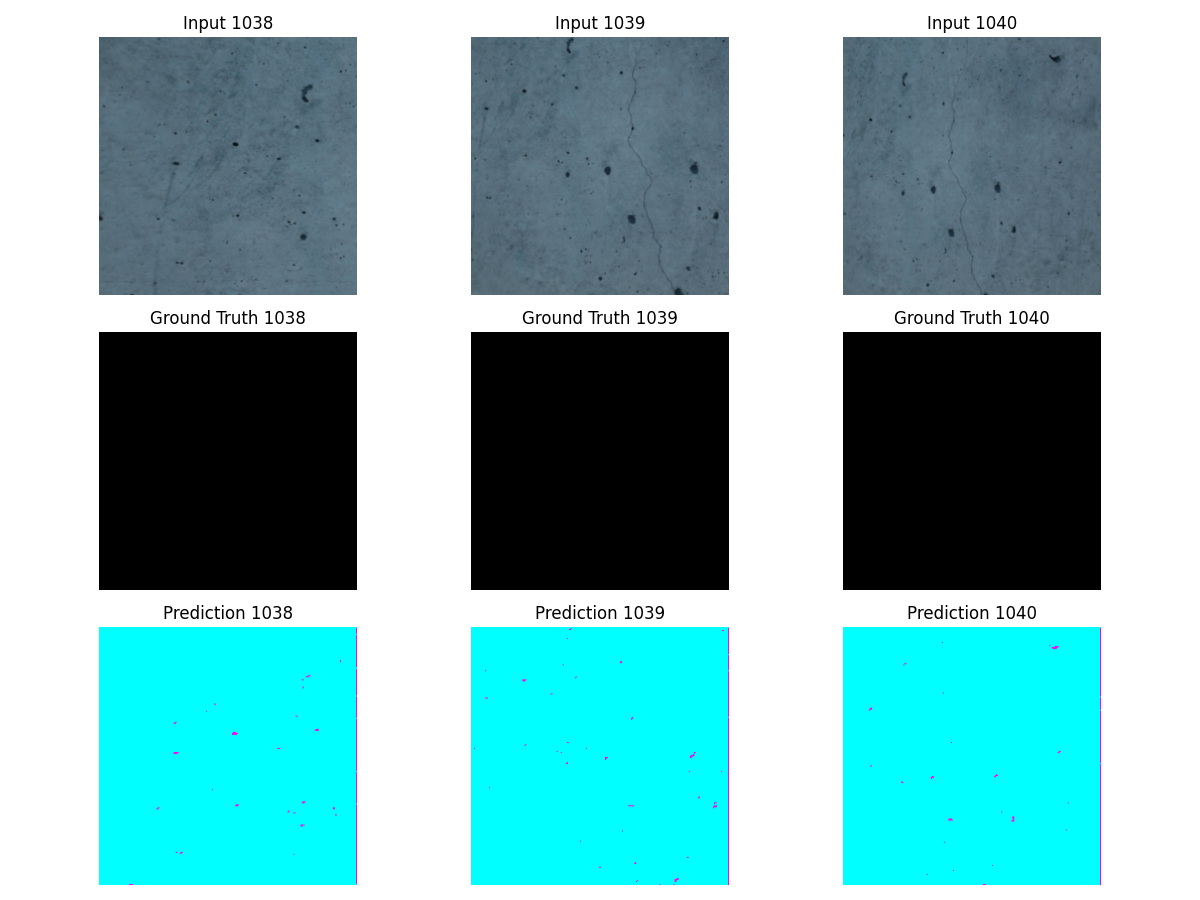 Input 1038
Input 1039
Input 1040
Ground Truth 1038
Ground Truth 1039
Ground Truth 1040
Prediction 1038
Prediction 1039
Prediction 1040